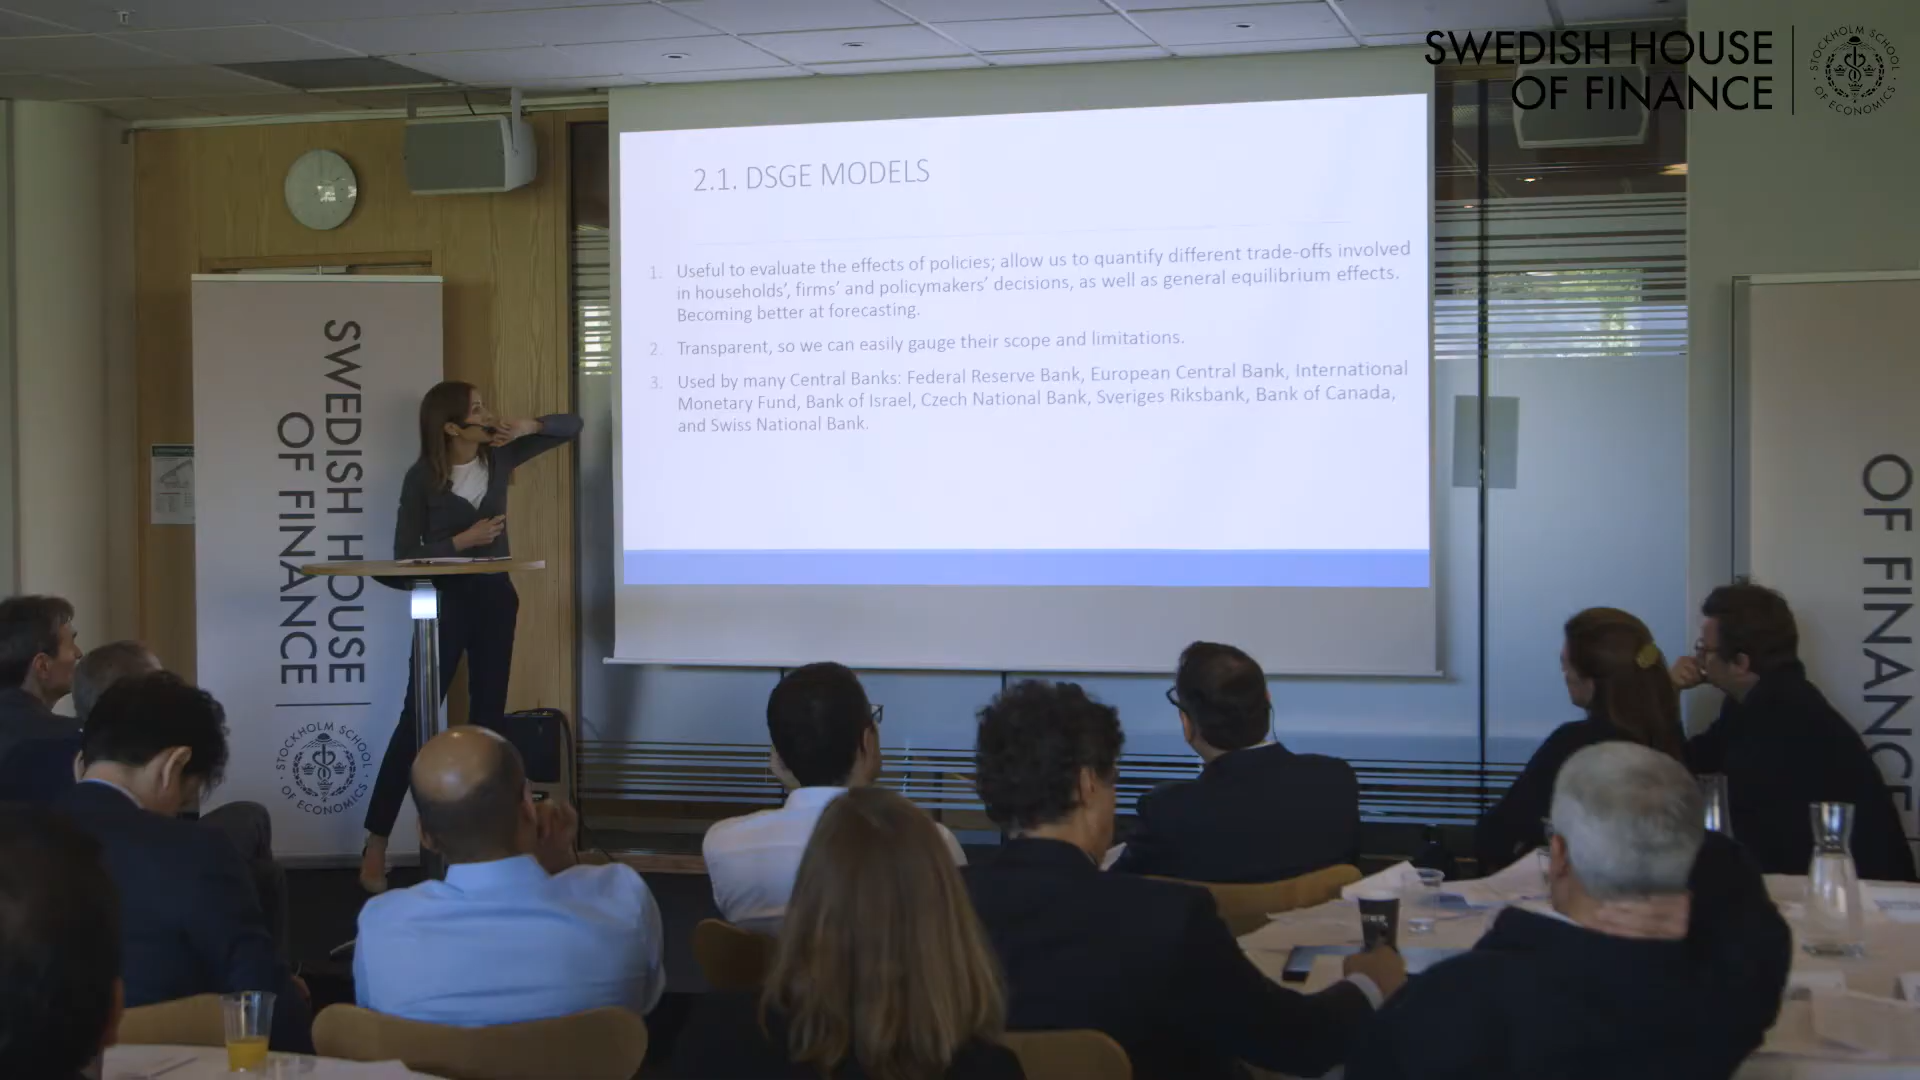 SWEDISH HOUSE
OF FINANCE
STOCKHOLM SCHOOL
OF ECONOMICS
2.1. DSGE MODELS
1. Useful to evaluate the effects of policies; allow us to quantify different trade-offs involved
in households’, firms’ and policymakers’ decisions, as well as general equilibrium effects.
Becoming better at forecasting.
2. Transparent, so we can easily gauge their scope and limitations.
3. Used by many Central Banks: Federal Reserve Bank, European Central Bank, International
Monetary Fund, Bank of Israel, Czech National Bank, Sveriges Riksbank, Bank of Canada,
and Swiss National Bank.
SWEDISH HOUSE
OF FINANCE
STOCKHOLM SCHOOL
OF ECONOMICS
OF FINANCE